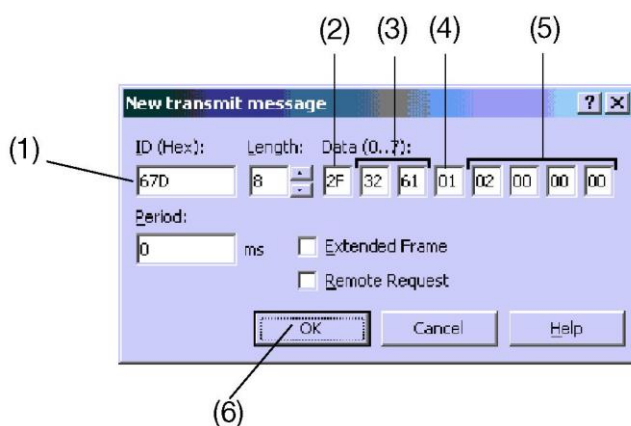 (2) (3) (4) (5)
New transmit message
(1)
ID (Hex): Length: Data (0..7):
67D 8 2F 32 61 01 02 00 00 00
Period:
0 ms
Extended Frame
Remote Request
OK Cancel Help
(6)